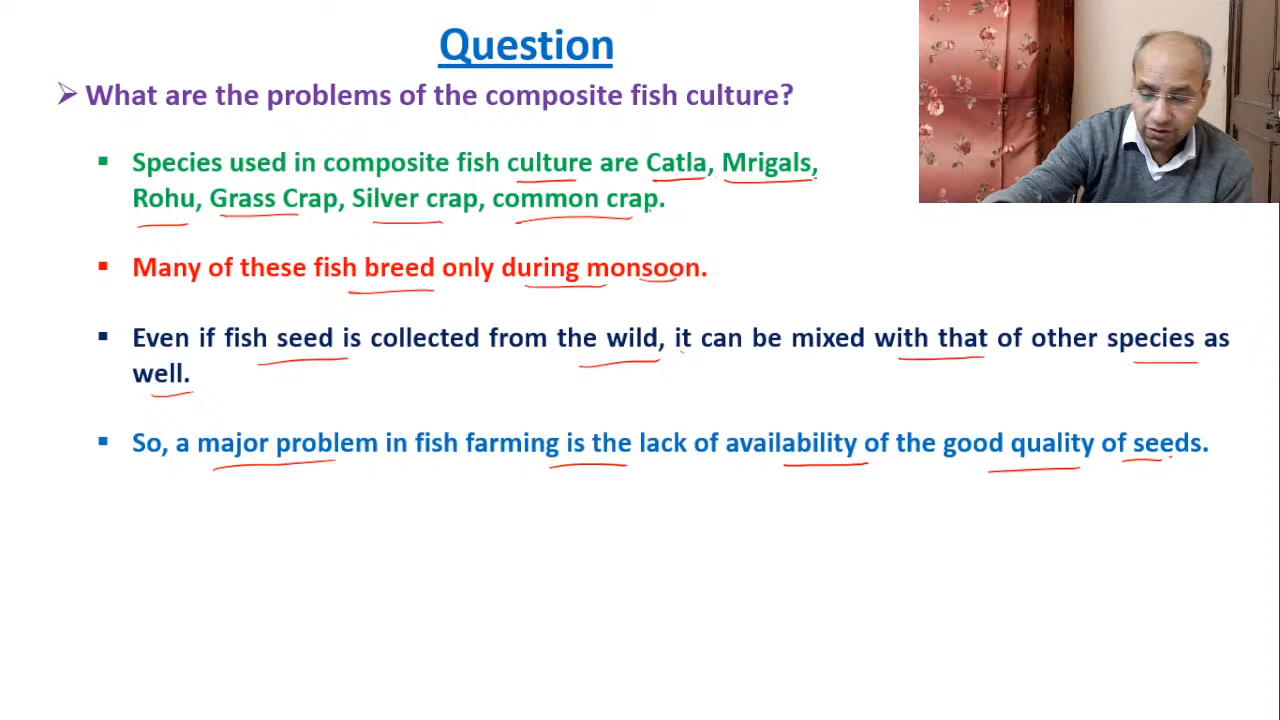 Question
What are the problems of the composite fish culture?
Species used in composite fish culture are Catla, Mrigals,
Rohu, Grass Crap, Silver crap, common crap.
Many of these fish breed only during monsoon.
Even if fish seed is collected from the wild, it can be mixed with that of other species as
well.
So, a major problem in fish farming is the lack of availability of the good quality of seeds.